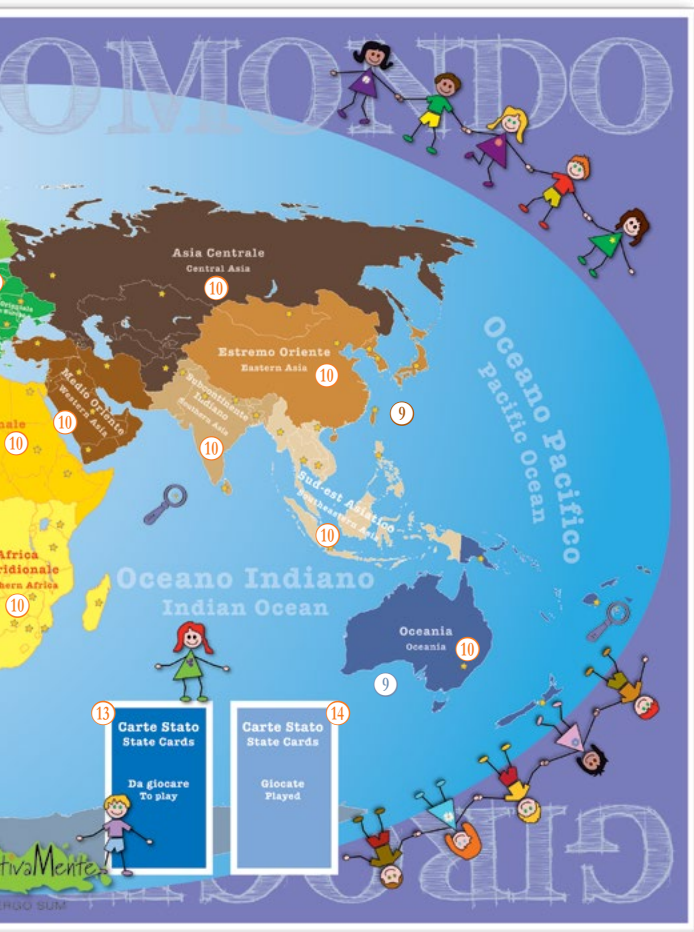 OMONDO
Asia Centrale
Central Asia
10
Estremo Oriente
Eastern Asia
10
Medio Oriente
Western Asia
10
Subcontinente
Indiano
Southern Asia
10
9
Oceano Pacifico
Pacific Ocean
nale
10
Sud-est Asiatico
Southeastern Asia
10
Africa
ridionale
hern Africa
10
Oceano Indiano
Indian Ocean
Oceania
Oceania
10
9
13
Carte Stato
State Cards
Da giocare
To play
14
Carte Stato
State Cards
Giocate
Played
tivaMente
ERGO SUM
GIRO